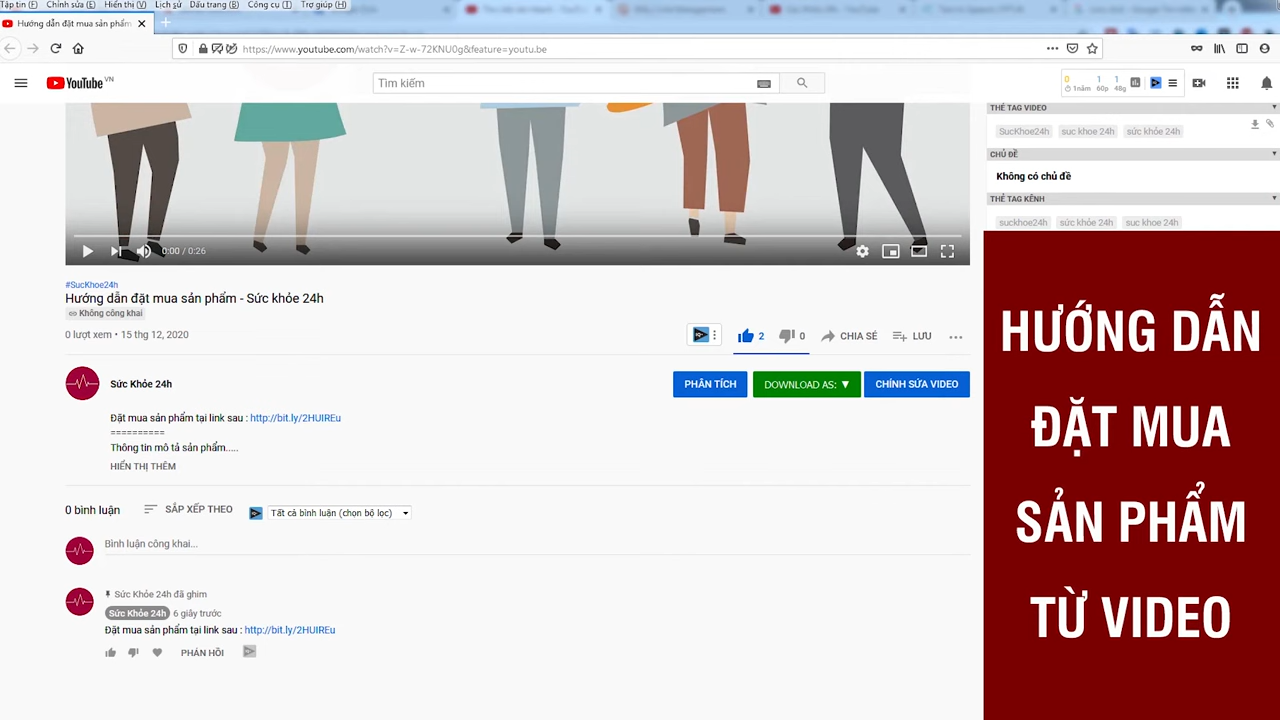 Tập tin (F) Chỉnh sửa (E) Hiển thị (V) Lịch sử Dấu trang (B) Công cụ (T) Trợ giúp (H)
Hướng dẫn đặt mua sản phẩm
https://www.youtube.com/watch?v=Z-w-72KNU0g&feature=youtu.be
YouTube VN
Tìm kiếm
0 1 1
1năm 60p 48g
THẺ TAG VIDEO
SucKhoe24h suc khoe 24h sức khỏe 24h
CHỦ ĐỀ
Không có chủ đề
THẺ TAG KÊNH
suckhoe24h sức khỏe 24h suc khoe 24h
0:00 / 0:26
#SucKhoe24h
Hướng dẫn đặt mua sản phẩm - Sức khỏe 24h
Không công khai
0 lượt xem • 15 thg 12, 2020
2 0 CHIA SẺ LƯU
Sức Khỏe 24h
PHÂN TÍCH DOWNLOAD AS: ▼ CHỈNH SỬA VIDEO
Đặt mua sản phẩm tại link sau : http://bit.ly/2HUIREu
==========
Thông tin mô tả sản phẩm.....
HIỂN THỊ THÊM
0 bình luận SẮP XẾP THEO Tất cả bình luận (chọn bộ lọc)
Bình luận công khai...
Sức Khỏe 24h đã ghim
Sức Khỏe 24h 6 giây trước
Đặt mua sản phẩm tại link sau : http://bit.ly/2HUIREu
PHẢN HỒI
HƯỚNG DẪN
ĐẶT MUA
SẢN PHẨM
TỪ VIDEO